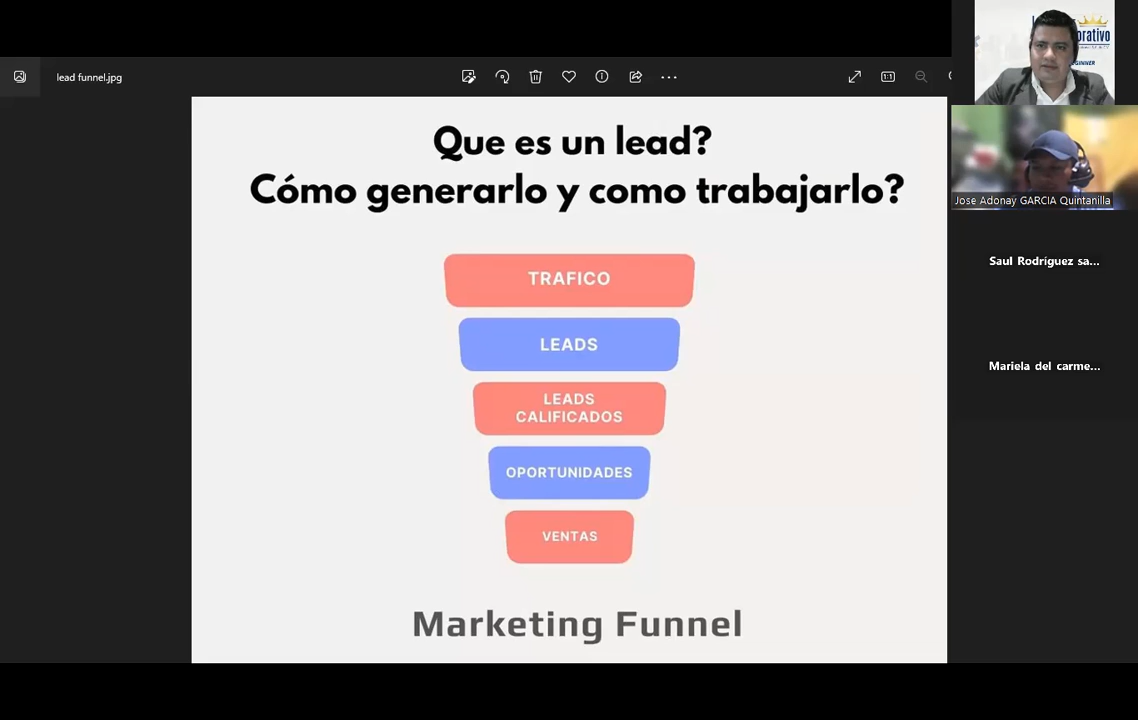 lead funnel.jpg
Que es un lead?
Cómo generarlo y como trabajarlo?
TRAFICO
LEADS
LEADS
CALIFICADOS
OPORTUNIDADES
VENTAS
Marketing Funnel
Jose Adonay GARCIA Quintanilla
Saul Rodríguez sa...
Mariela del carme...